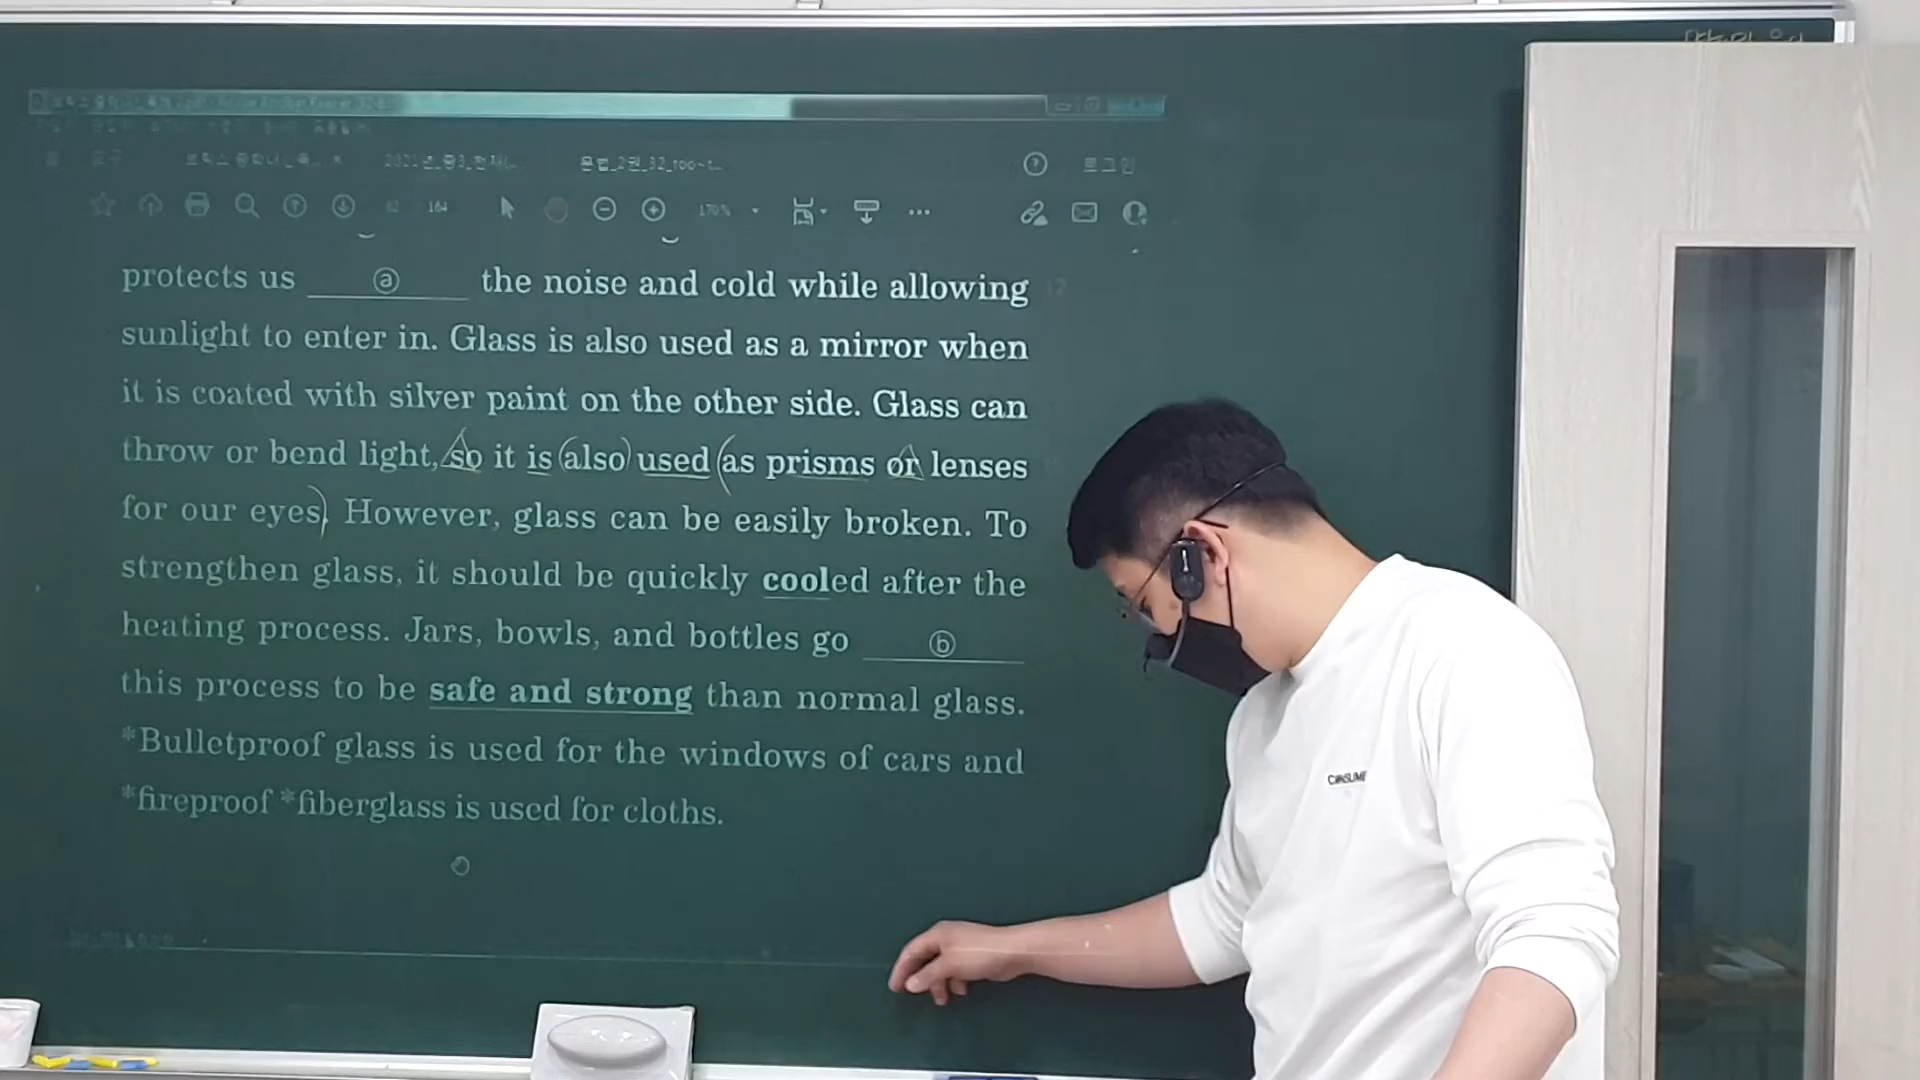 로그인
164
170%
protects us ⓐ the noise and cold while allowing
sunlight to enter in. Glass is also used as a mirror when
it is coated with silver paint on the other side. Glass can
throw or bend light, so it is (also) used (as prisms or lenses
for our eyes). However, glass can be easily broken. To
strengthen glass, it should be quickly cooled after the
heating process. Jars, bowls, and bottles go ⓑ
this process to be safe and strong than normal glass.
*Bulletproof glass is used for the windows of cars and
*fireproof *fiberglass is used for cloths.